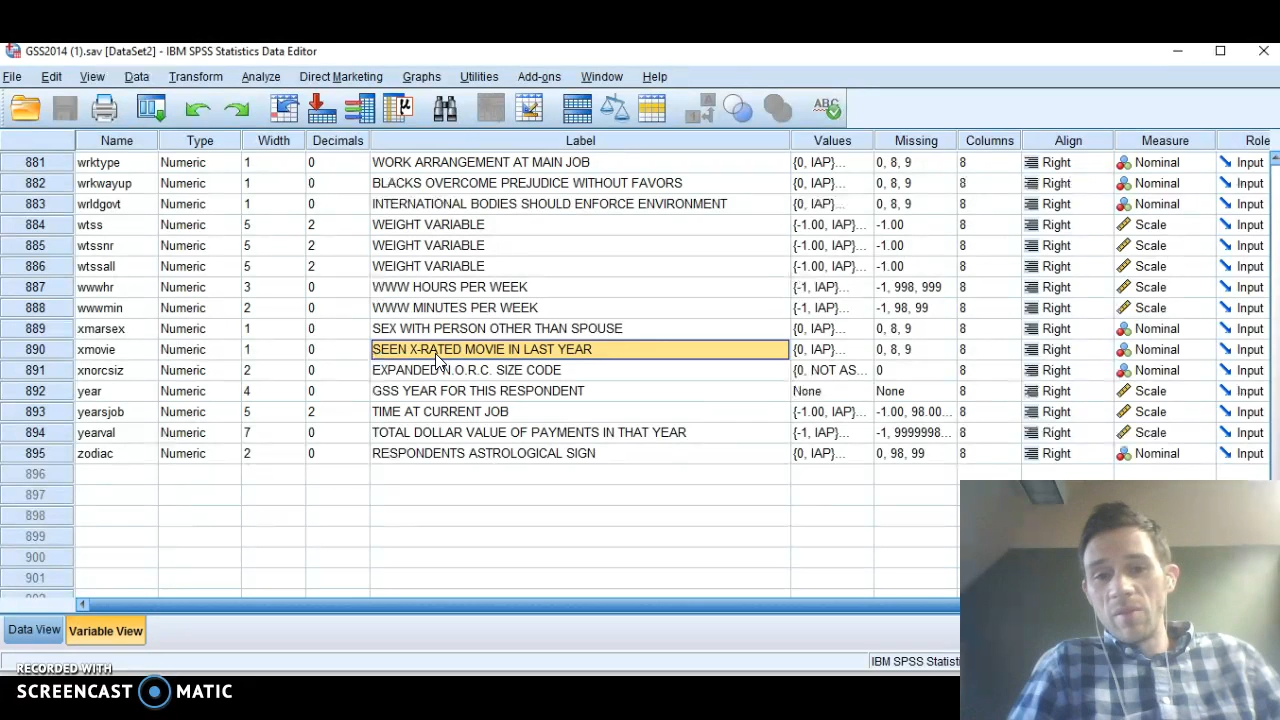 GSS2014 (1).sav [DataSet2] - IBM SPSS Statistics Data Editor
File Edit View Data Transform Analyze Direct Marketing Graphs Utilities Add-ons Window Help
Name Type Width Decimals Label Values Missing Columns Align Measure Role
881 wrktype Numeric 1 0 WORK ARRANGEMENT AT MAIN JOB {0, IAP}... 0, 8, 9 8 Right Nominal Input
882 wrkwayup Numeric 1 0 BLACKS OVERCOME PREJUDICE WITHOUT FAVORS {0, IAP}... 0, 8, 9 8 Right Nominal Input
883 wrldgovt Numeric 1 0 INTERNATIONAL BODIES SHOULD ENFORCE ENVIRONMENT {0, IAP}... 0, 8, 9 8 Right Nominal Input
884 wtss Numeric 5 2 WEIGHT VARIABLE {-1.00, IAP}... -1.00 8 Right Scale Input
885 wtssnr Numeric 5 2 WEIGHT VARIABLE {-1.00, IAP}... -1.00 8 Right Scale Input
886 wtssall Numeric 5 2 WEIGHT VARIABLE {-1.00, IAP}... -1.00 8 Right Scale Input
887 wwwhr Numeric 3 0 WWW HOURS PER WEEK {-1, IAP}... -1, 998, 999 8 Right Scale Input
888 wwwmin Numeric 2 0 WWW MINUTES PER WEEK {-1, IAP}... -1, 98, 99 8 Right Scale Input
889 xmarsex Numeric 1 0 SEX WITH PERSON OTHER THAN SPOUSE {0, IAP}... 0, 8, 9 8 Right Nominal Input
890 xmovie Numeric 1 0 SEEN X-RATED MOVIE IN LAST YEAR {0, IAP}... 0, 8, 9 8 Right Nominal Input
891 xnorcsiz Numeric 2 0 EXPANDED N.O.R.C. SIZE CODE {0, NOT AS... 0 8 Right Nominal Input
892 year Numeric 4 0 GSS YEAR FOR THIS RESPONDENT None None 8 Right Scale Input
893 yearsjob Numeric 5 2 TIME AT CURRENT JOB {-1.00, IAP}... -1.00, 98.00... 8 Right Scale Input
894 yearval Numeric 7 0 TOTAL DOLLAR VALUE OF PAYMENTS IN THAT YEAR {-1, IAP}... -1, 9999998... 8 Right Scale Input
895 zodiac Numeric 2 0 RESPONDENTS ASTROLOGICAL SIGN {0, IAP}... 0, 98, 99 8 Right Nominal Input
896
897
898
899
900
901
Data View Variable View
IBM SPSS Statisti
RECORDED WITH
SCREENCAST MATIC